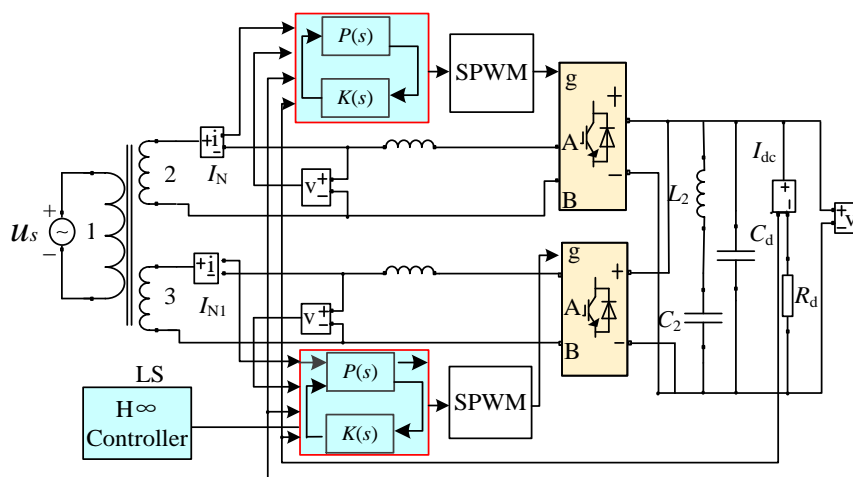 P(s)
K(s)
SPWM
g
A
B
+
−
+i
−
I_N
v
+
−
u_s
+
~
−
1
2
3
I_dc
+
−
L_2
C_d
C_2
R_d
+
−
v
+i
−
I_N1
v
+
−
g
A
B
+
−
LS
H∞
Controller
P(s)
K(s)
SPWM